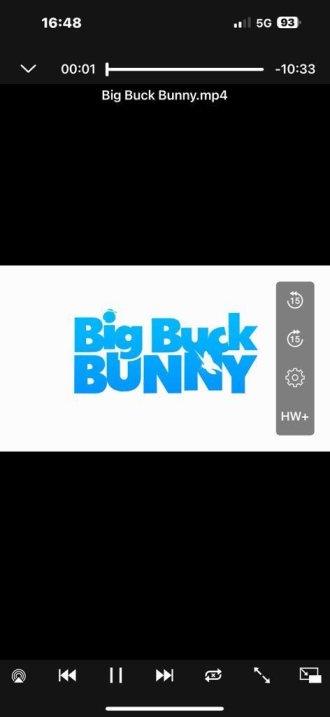 16:48 5G 93
00:01 -10:33
Big Buck Bunny.mp4
Big Buck
BUNNY
15
15
HW+